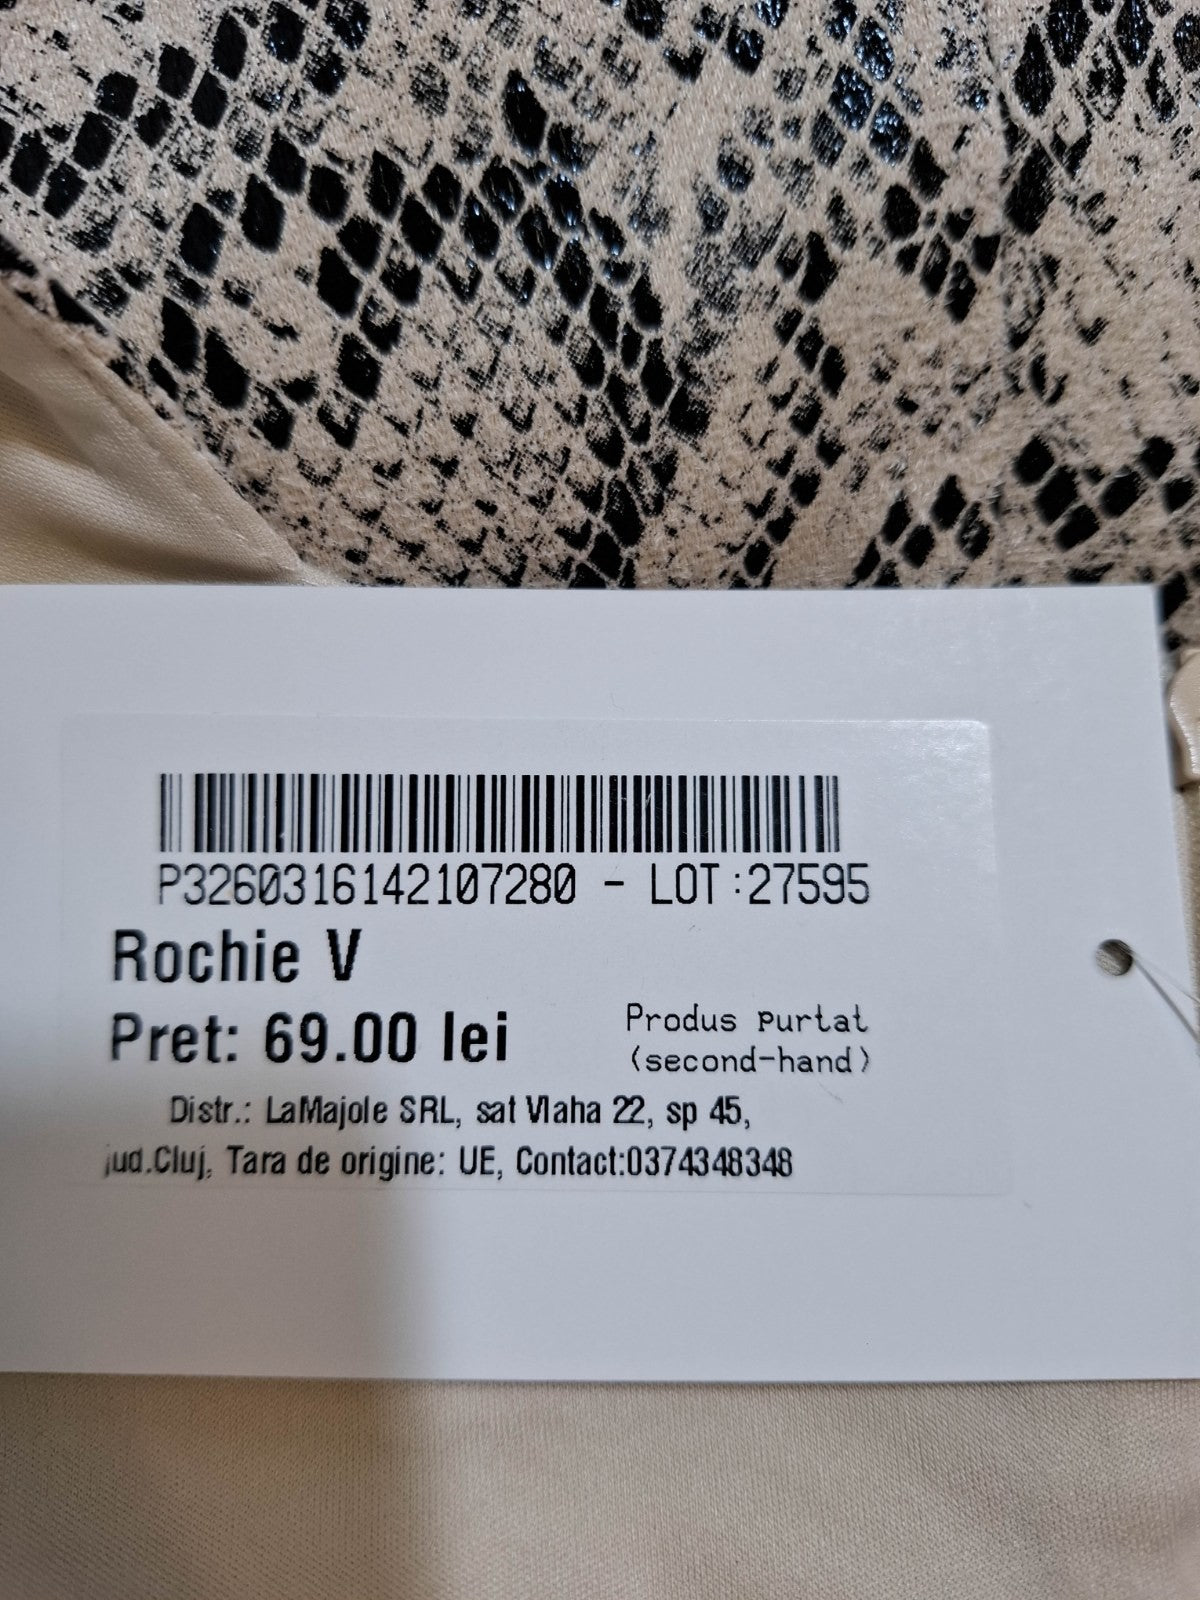 P3260316142107280 - LOT:27595
Rochie V
Pret: 69.00 lei
Produs purtat
(second-hand)
Distr.: LaMajole SRL, sat Vlaha 22, sp 45,
jud.Cluj, Tara de origine: UE, Contact:0374348348